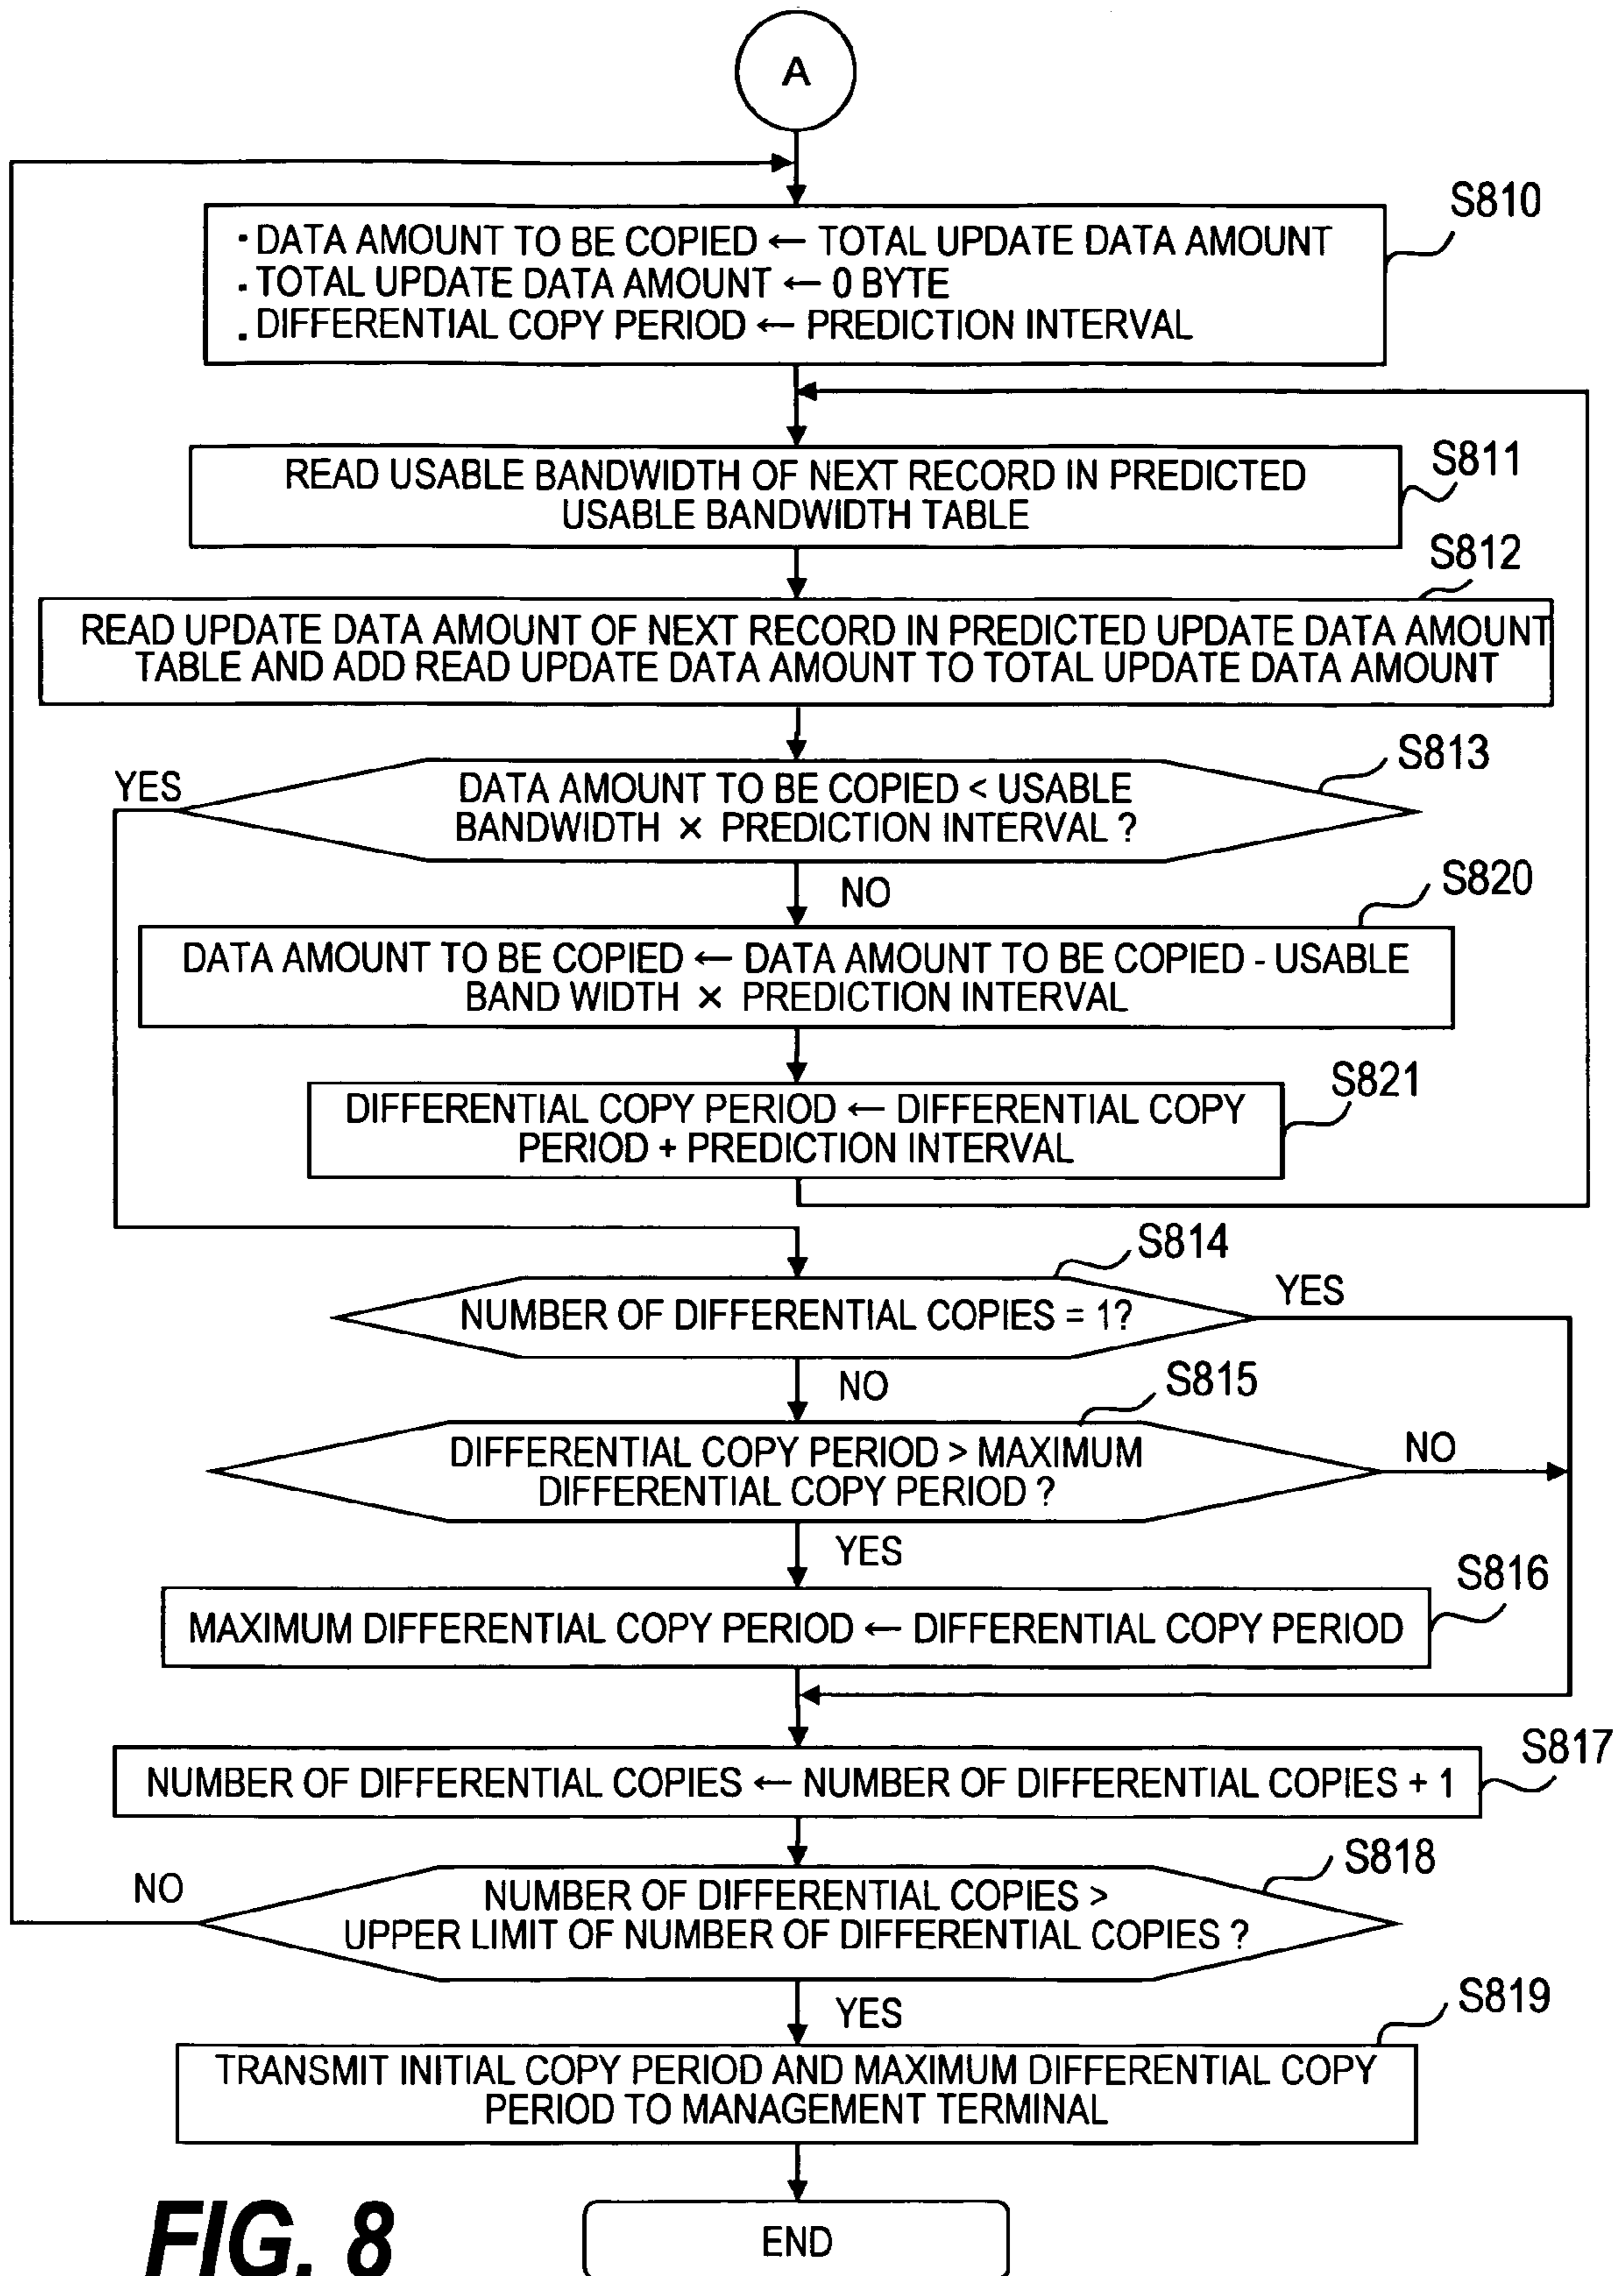 A
S810
· DATA AMOUNT TO BE COPIED ← TOTAL UPDATE DATA AMOUNT
· TOTAL UPDATE DATA AMOUNT ← 0 BYTE
· DIFFERENTIAL COPY PERIOD ← PREDICTION INTERVAL
S811
READ USABLE BANDWIDTH OF NEXT RECORD IN PREDICTED
USABLE BANDWIDTH TABLE
S812
READ UPDATE DATA AMOUNT OF NEXT RECORD IN PREDICTED UPDATE DATA AMOUNT
TABLE AND ADD READ UPDATE DATA AMOUNT TO TOTAL UPDATE DATA AMOUNT
S813
YES
DATA AMOUNT TO BE COPIED < USABLE
BANDWIDTH × PREDICTION INTERVAL ?
NO
S820
DATA AMOUNT TO BE COPIED ← DATA AMOUNT TO BE COPIED - USABLE
BAND WIDTH × PREDICTION INTERVAL
S821
DIFFERENTIAL COPY PERIOD ← DIFFERENTIAL COPY
PERIOD + PREDICTION INTERVAL
S814
YES
NUMBER OF DIFFERENTIAL COPIES = 1?
NO
S815
DIFFERENTIAL COPY PERIOD > MAXIMUM
DIFFERENTIAL COPY PERIOD ?
NO
YES
S816
MAXIMUM DIFFERENTIAL COPY PERIOD ← DIFFERENTIAL COPY PERIOD
S817
NUMBER OF DIFFERENTIAL COPIES ← NUMBER OF DIFFERENTIAL COPIES + 1
S818
NO
NUMBER OF DIFFERENTIAL COPIES >
UPPER LIMIT OF NUMBER OF DIFFERENTIAL COPIES ?
YES
S819
TRANSMIT INITIAL COPY PERIOD AND MAXIMUM DIFFERENTIAL COPY
PERIOD TO MANAGEMENT TERMINAL
END
FIG. 8